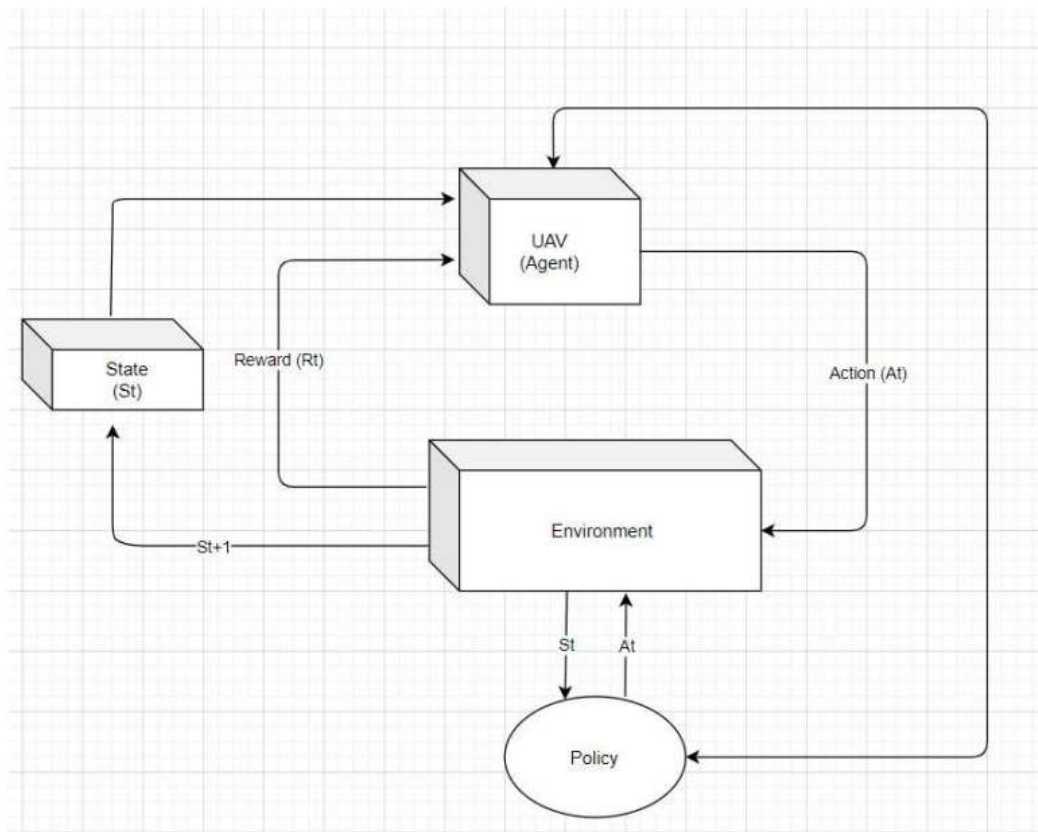 UAV
(Agent)
State
(St)
Reward (Rt)
Action (At)
Environment
St+1
St
At
Policy